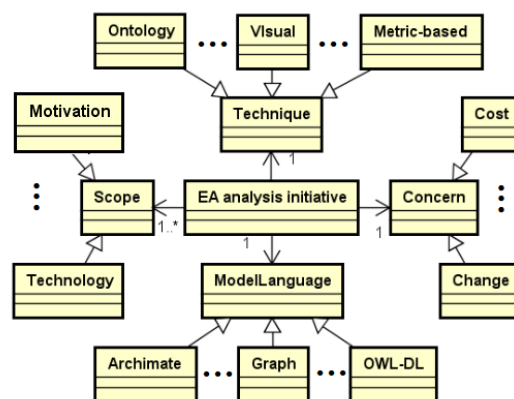 Ontology
VIsual
Metric-based
Motivation
Technique
Cost
1
Scope
EA analysis initiative
Concern
1..*
1
1
Technology
ModelLanguage
Change
Archimate
Graph
OWL-DL